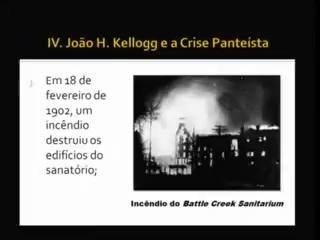 IV. João H. Kellogg e a Crise Panteísta
Em 18 de
fevereiro de
1902, um
incêndio
destruiu os
edifícios do
sanatório;
Incêndio do Battle Creek Sanitarium